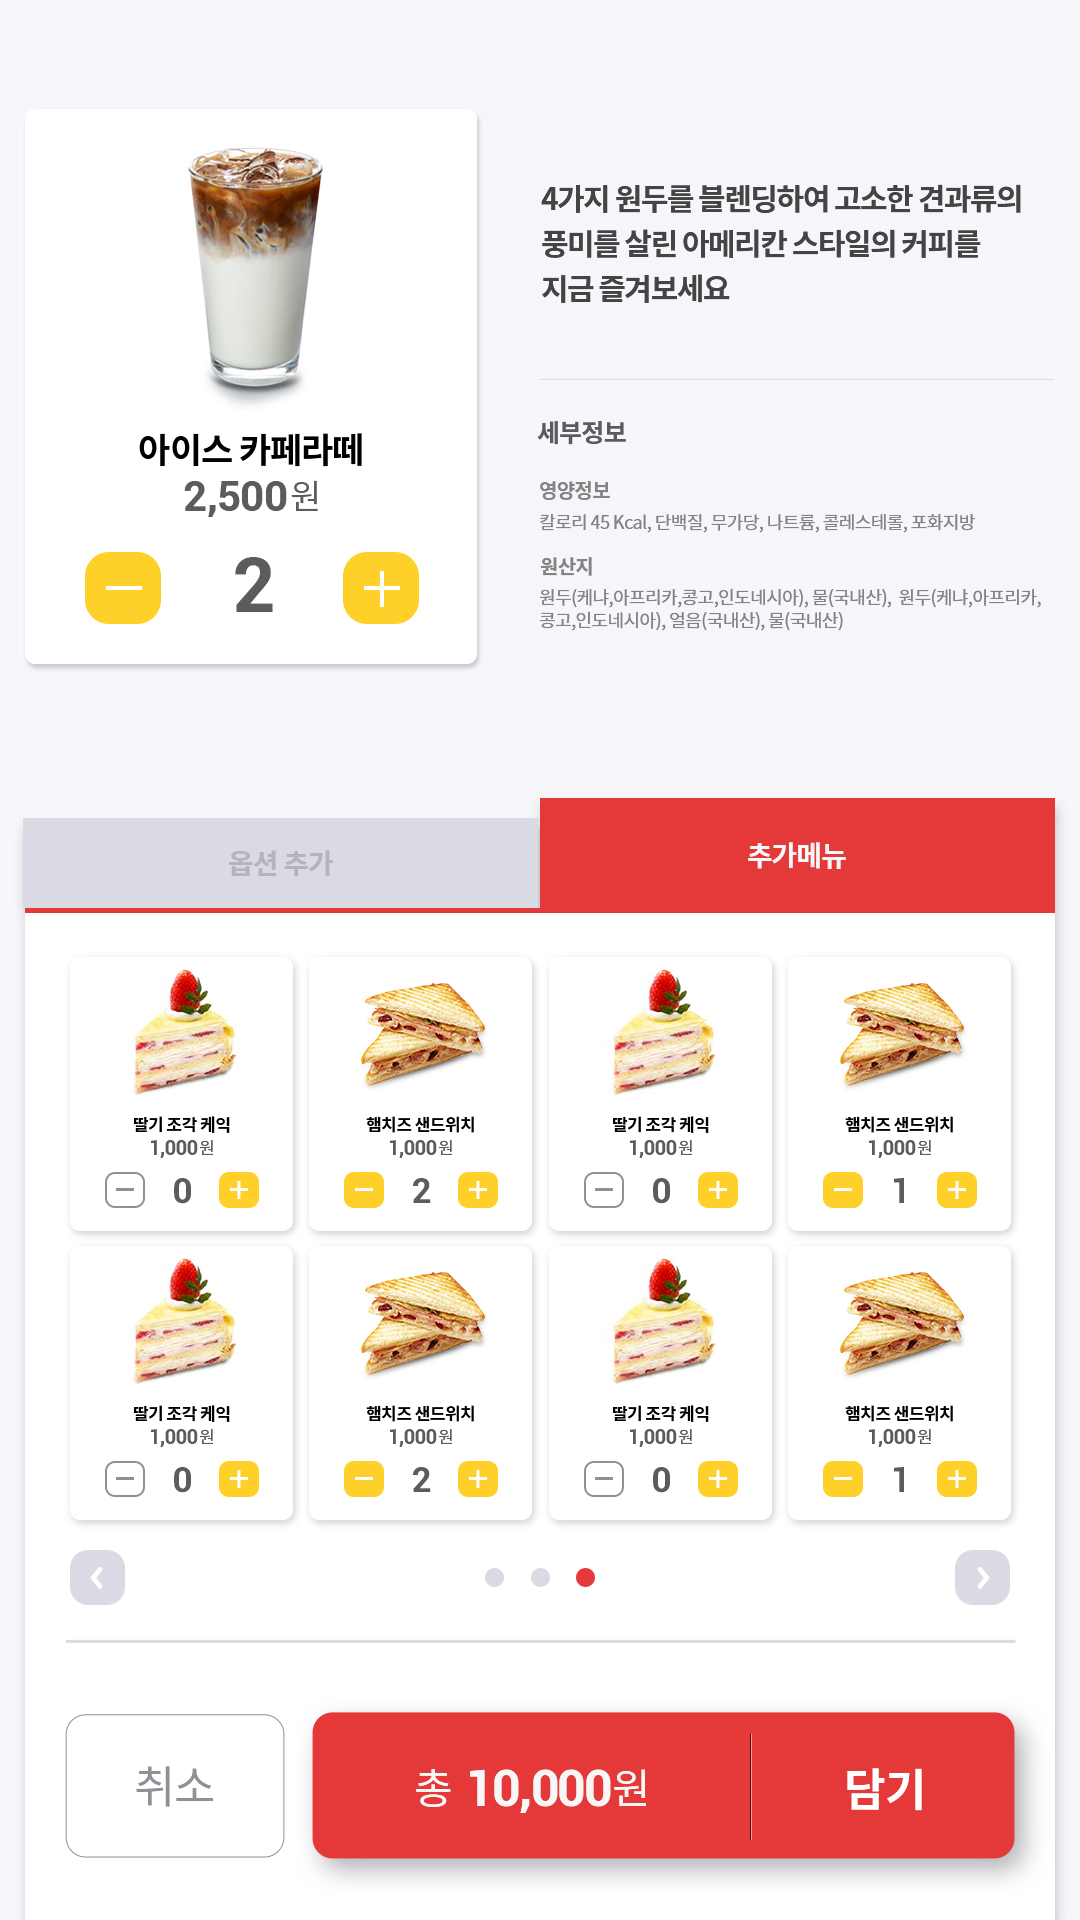 4가지 원두를 블렌딩하여 고소한 견과류의
풍미를 살린 아메리칸 스타일의 커피를
지금 즐겨보세요
아이스 카페라떼
2,500원
2
세부정보
영양정보
칼로리 45 Kcal, 단백질, 무가당, 나트륨, 콜레스테롤, 포화지방
원산지
원두(케냐,아프리카,콩고,인도네시아), 물(국내산), 원두(케냐,아프리카,
콩고,인도네시아), 얼음(국내산), 물(국내산)
옵션 추가
추가메뉴
딸기 조각 케익
1,000원
0
햄치즈 샌드위치
1,000원
2
딸기 조각 케익
1,000원
0
햄치즈 샌드위치
1,000원
1
딸기 조각 케익
1,000원
0
햄치즈 샌드위치
1,000원
2
딸기 조각 케익
1,000원
0
햄치즈 샌드위치
1,000원
1
취소
총 10,000원
담기